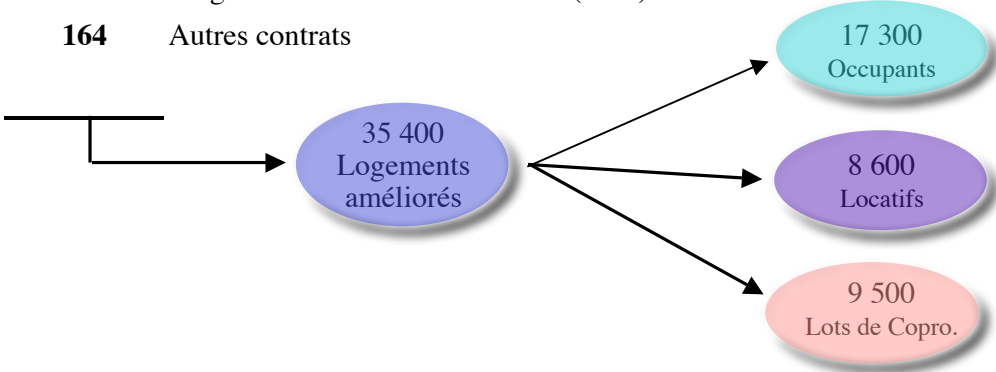 164 Autres contrats
35 400
Logements
améliorés
17 300
Occupants
8 600
Locatifs
9 500
Lots de Copro.